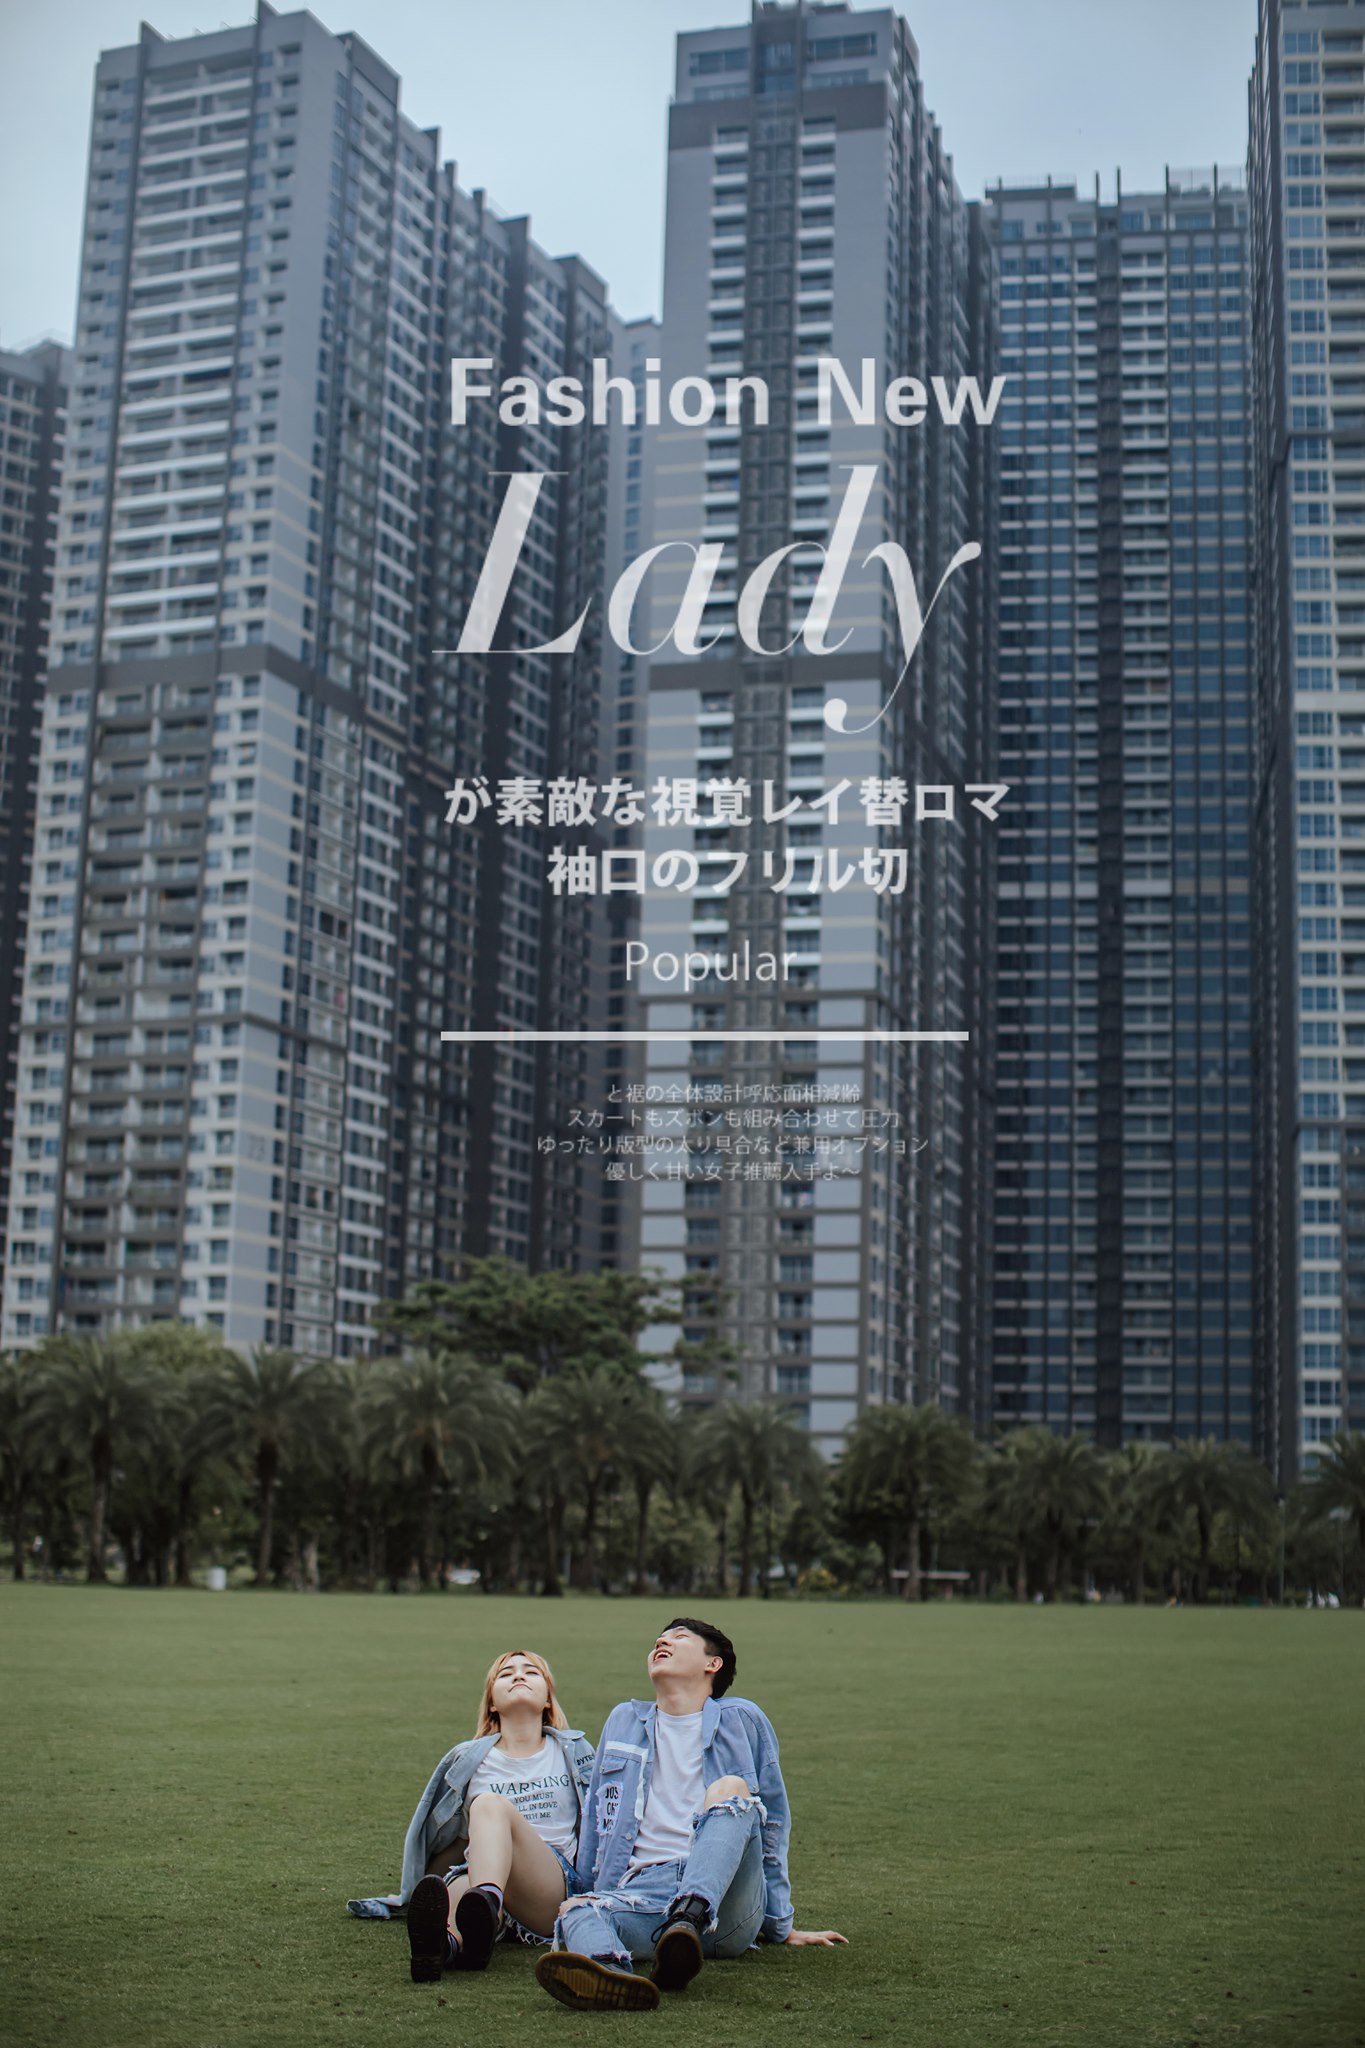 Fashion New
Lady
が素敵な視覚レイ替ロマ
袖口のフリル切
Popular
と裾の全体設計呼応面相減齢
スカートもズボンも組み合わせて圧力
ゆったり版型の太り具合など兼用オプション
優しく甘い女子推薦入手よ～
WARNING
YOU MUST
LL IN LOVE
WITH ME